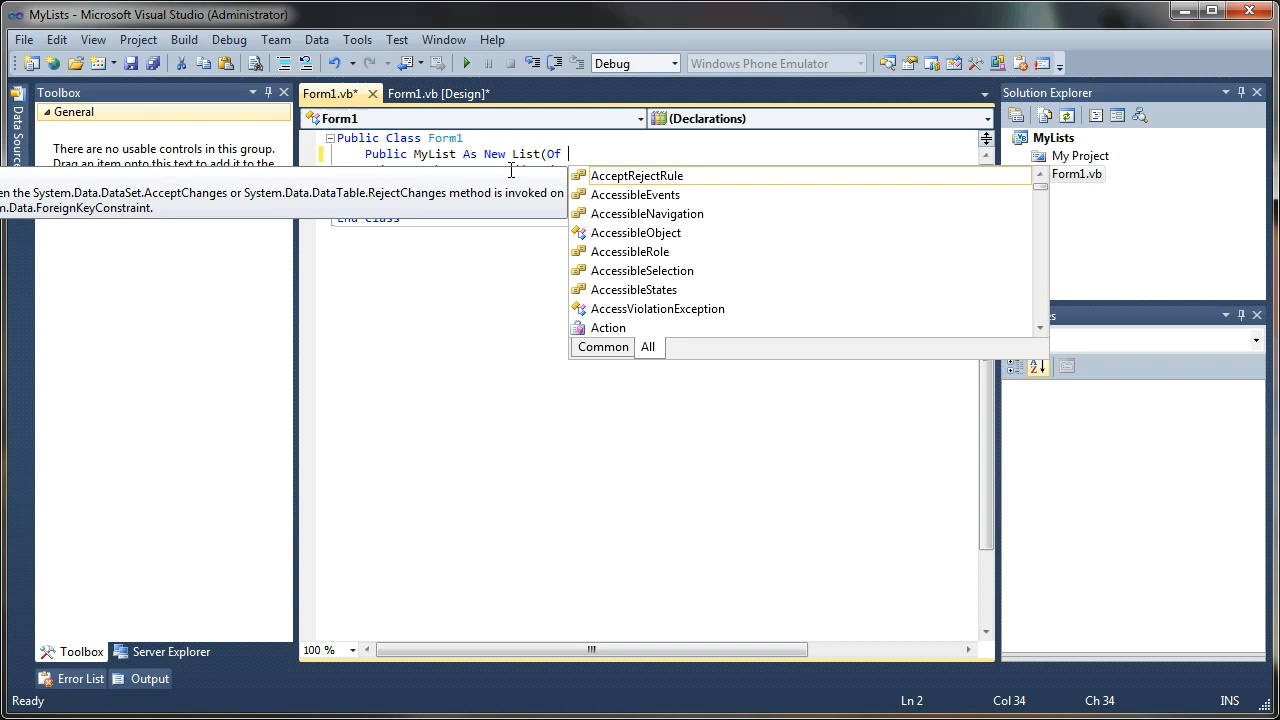 MyLists - Microsoft Visual Studio (Administrator)
File Edit View Project Build Debug Team Data Tools Test Window Help
Debug Windows Phone Emulator
Toolbox
Form1.vb* Form1.vb [Design]*
Solution Explorer
General
Form1 (Declarations)
There are no usable controls in this group.
Drag an item onto this text to add it to the
Data Sourc
Public Class Form1
Public MyList As New List(Of
MyLists
My Project
Form1.vb
en the System.Data.DataSet.AcceptChanges or System.Data.DataTable.RejectChanges method is invoked on
m.Data.ForeignKeyConstraint.
End Class
AcceptRejectRule
AccessibleEvents
AccessibleNavigation
AccessibleObject
AccessibleRole
AccessibleSelection
AccessibleStates
AccessViolationException
Action
Common All
es
100 %
Toolbox Server Explorer
Error List Output
Ready Ln 2 Col 34 Ch 34 INS